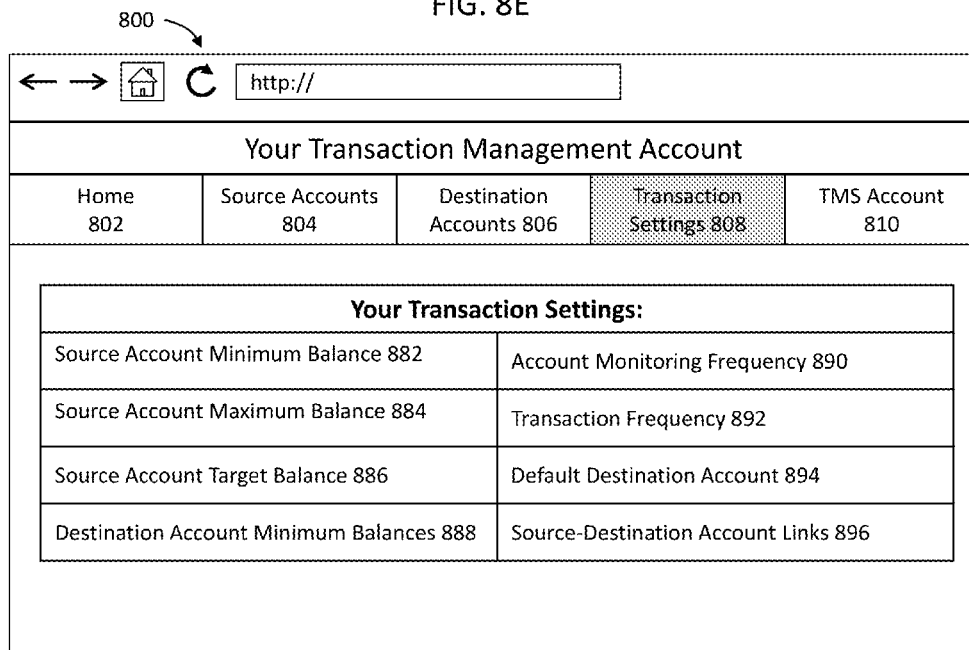 FIG. 8E
800
http://
Your Transaction Management Account
Home
802
Source Accounts
804
Destination
Accounts 806
Transaction
Settings 808
TMS Account
810
Your Transaction Settings:
Source Account Minimum Balance 882
Account Monitoring Frequency 890
Source Account Maximum Balance 884
Transaction Frequency 892
Source Account Target Balance 886
Default Destination Account 894
Destination Account Minimum Balances 888
Source-Destination Account Links 896